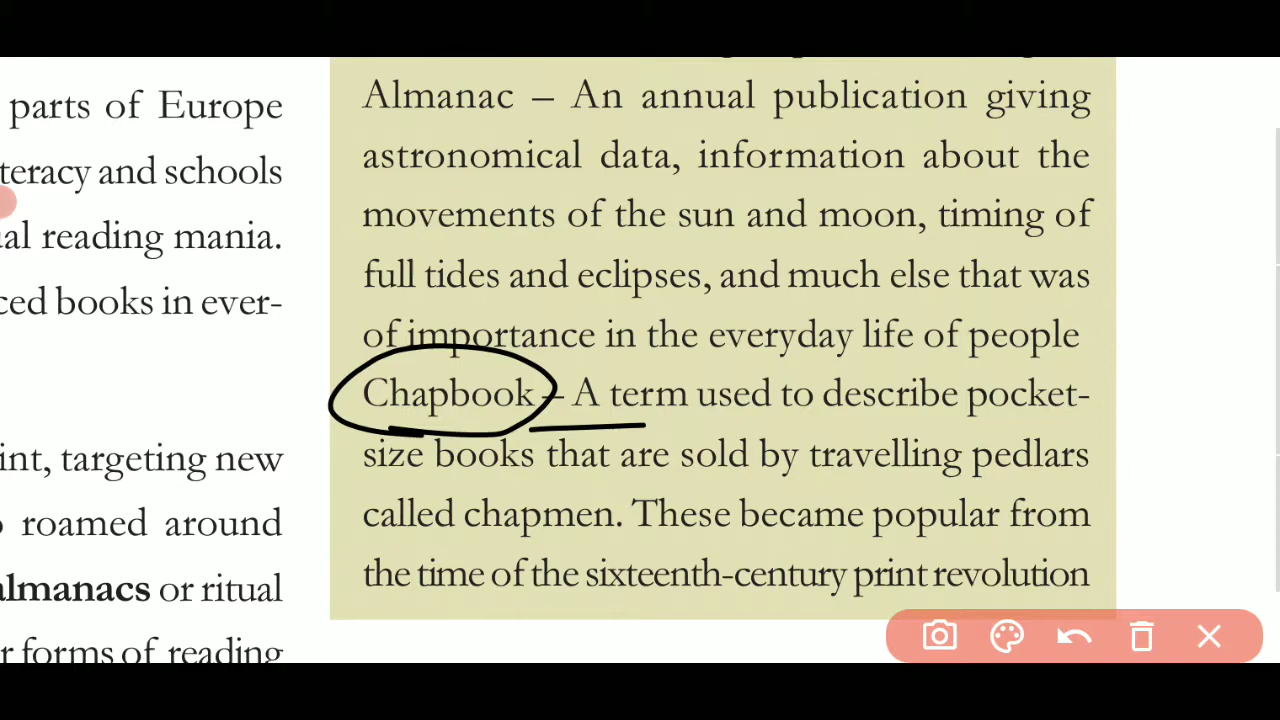 parts of Europe
teracy and schools
al reading mania.
ced books in ever-
int, targeting new
roamed around
almanacs or ritual
r forms of reading
Almanac – An annual publication giving
astronomical data, information about the
movements of the sun and moon, timing of
full tides and eclipses, and much else that was
of importance in the everyday life of people
Chapbook – A term used to describe pocket-
size books that are sold by travelling pedlars
called chapmen. These became popular from
the time of the sixteenth-century print revolution